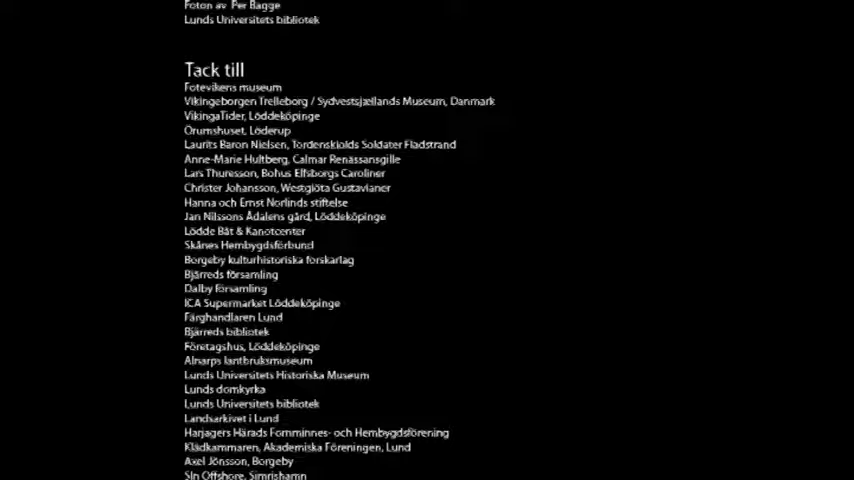 Foton av Per Bagge
Lunds Universitets bibliotek
Tack till
Fotevikens museum
Vikingeborgen Trelleborg / Sydvestsjællands Museum, Danmark
VikingaTider, Löddeköpinge
Örumshuset, Löderup
Laurits Baron Nielsen, Tordenskiolds Soldater Fladstrand
Anne-Marie Hultberg, Calmar Renässansgille
Lars Thuresson, Bohus Elfsborgs Caroliner
Christer Johansson, Westgiöta Gustavianer
Hanna och Ernst Norlinds stiftelse
Jan Nilssons Ådalens gård, Löddeköpinge
Lödde Båt & Kanotcenter
Skånes Hembygdsförbund
Borgeby kulturhistoriska forskarlag
Bjärreds församling
Dalby församling
ICA Supermarket Löddeköpinge
Färghandlaren Lund
Bjärreds bibliotek
Företagshus, Löddeköpinge
Alnarps lantbruksmuseum
Lunds Universitets Historiska Museum
Lunds domkyrka
Lunds Universitets bibliotek
Landsarkivet i Lund
Harjagers Härads Fornminnes- och Hembygdsförening
Klädkammaren, Akademiska Föreningen, Lund
Axel Jönsson, Borgeby
Sln Offshore, Simrishamn